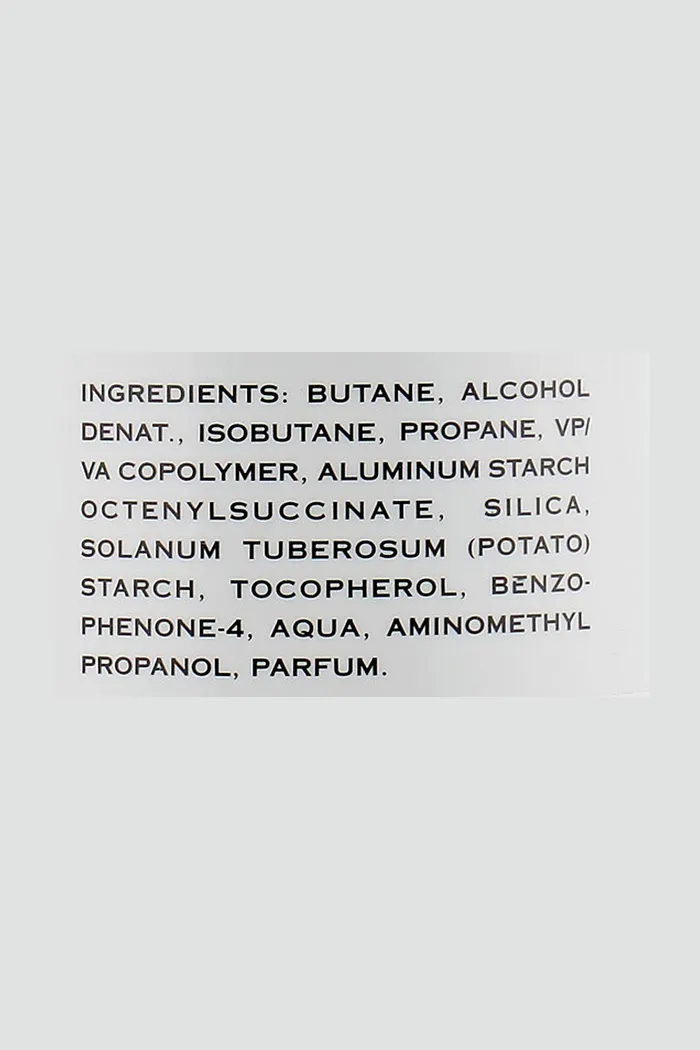 INGREDIENTS: BUTANE, ALCOHOL
DENAT., ISOBUTANE, PROPANE, VP/
VA COPOLYMER, ALUMINUM STARCH
OCTENYLSUCCINATE, SILICA,
SOLANUM TUBEROSUM (POTATO)
STARCH, TOCOPHEROL, BENZO-
PHENONE-4, AQUA, AMINOMETHYL
PROPANOL, PARFUM.